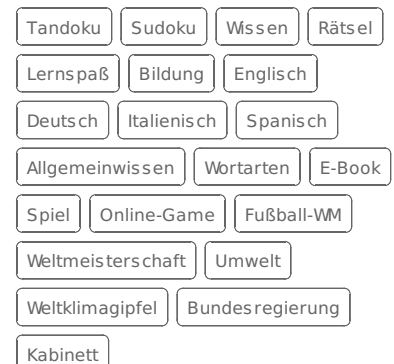 Tandoku Sudoku Wissen Rätsel
Lernspaß Bildung Englisch
Deutsch Italienisch Spanisch
Allgemeinwissen Wortarten E-Book
Spiel Online-Game Fußball-WM
Weltmeisterschaft Umwelt
Weltklimagipfel Bundesregierung
Kabinett